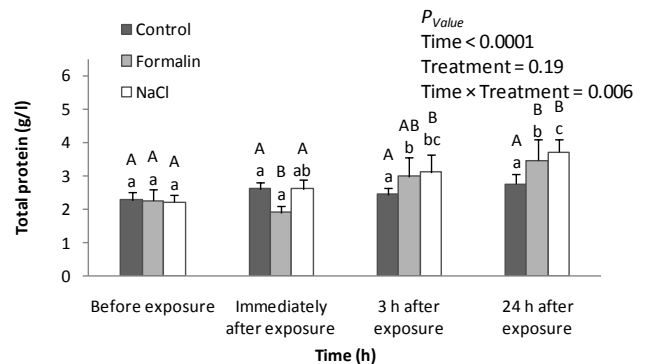 P Value
Time < 0.0001
Treatment = 0.19
Time × Treatment = 0.006
Control
Formalin
NaCl
Total protein (g/l)
6
5
4
3
2
1
0
A A A
a a a
A B A
a a ab
A AB B
a b bc
A B B
a b c
Before exposure
Immediately
after exposure
3 h after
exposure
24 h after
exposure
Time (h)